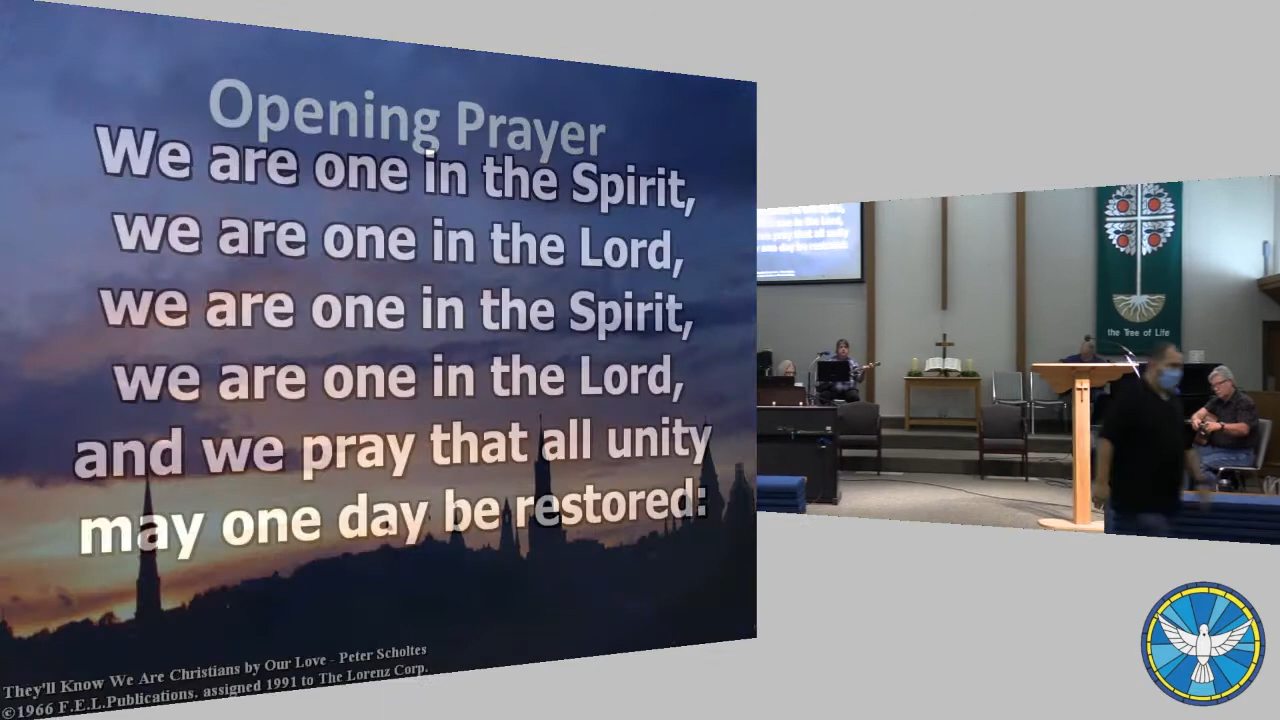 Opening Prayer
We are one in the Spirit,
we are one in the Lord,
we are one in the Spirit,
we are one in the Lord,
and we pray that all unity
may one day be restored:
They'll Know We Are Christians by Our Love - Peter Scholtes
©1966 F.E.L.Publications, assigned 1991 to The Lorenz Corp.
the Tree of Life